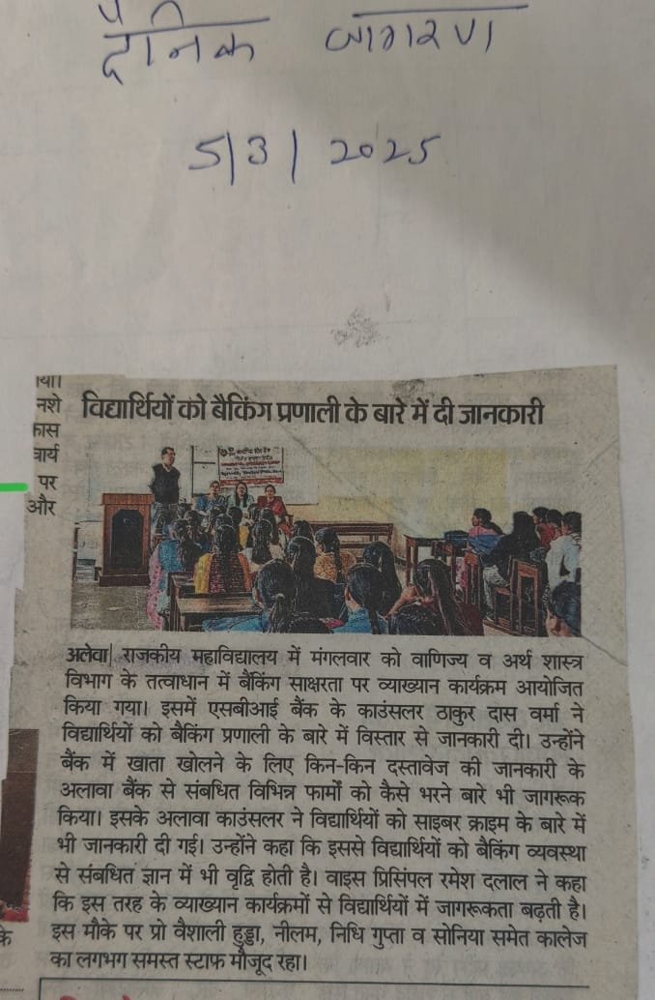 दैनिक जागरण
5/3/2025
िया।
नशे
कास
चार्य
पर
और
विद्यार्थियों को बैकिंग प्रणाली के बारे में दी जानकारी
अलेवा| राजकीय महाविद्यालय में मंगलवार को वाणिज्य व अर्थ शास्त्र
विभाग के तत्वाधान में बैंकिंग साक्षरता पर व्याख्यान कार्यक्रम आयोजित
किया गया। इसमें एसबीआई बैंक के काउंसलर ठाकुर दास वर्मा ने
विद्यार्थियों को बैकिंग प्रणाली के बारे में विस्तार से जानकारी दी। उन्होंने
बैंक में खाता खोलने के लिए किन-किन दस्तावेज की जानकारी के
अलावा बैंक से संबधित विभिन्न फार्मों को कैसे भरने बारे भी जागरूक
किया। इसके अलावा काउंसलर ने विद्यार्थियों को साइबर क्राइम के बारे में
भी जानकारी दी गई। उन्होंने कहा कि इससे विद्यार्थियों को बैकिंग व्यवस्था
से संबधित ज्ञान में भी वृद्वि होती है। वाइस प्रिसिंपल रमेश दलाल ने कहा
कि इस तरह के व्याख्यान कार्यक्रमों से विद्यार्थियों में जागरूकता बढ़ती है।
इस मौके पर प्रो वैशाली हुड्डा, नीलम, निधि गुप्ता व सोनिया समेत कालेज
का लगभग समस्त स्टाफ मौजूद रहा।
के